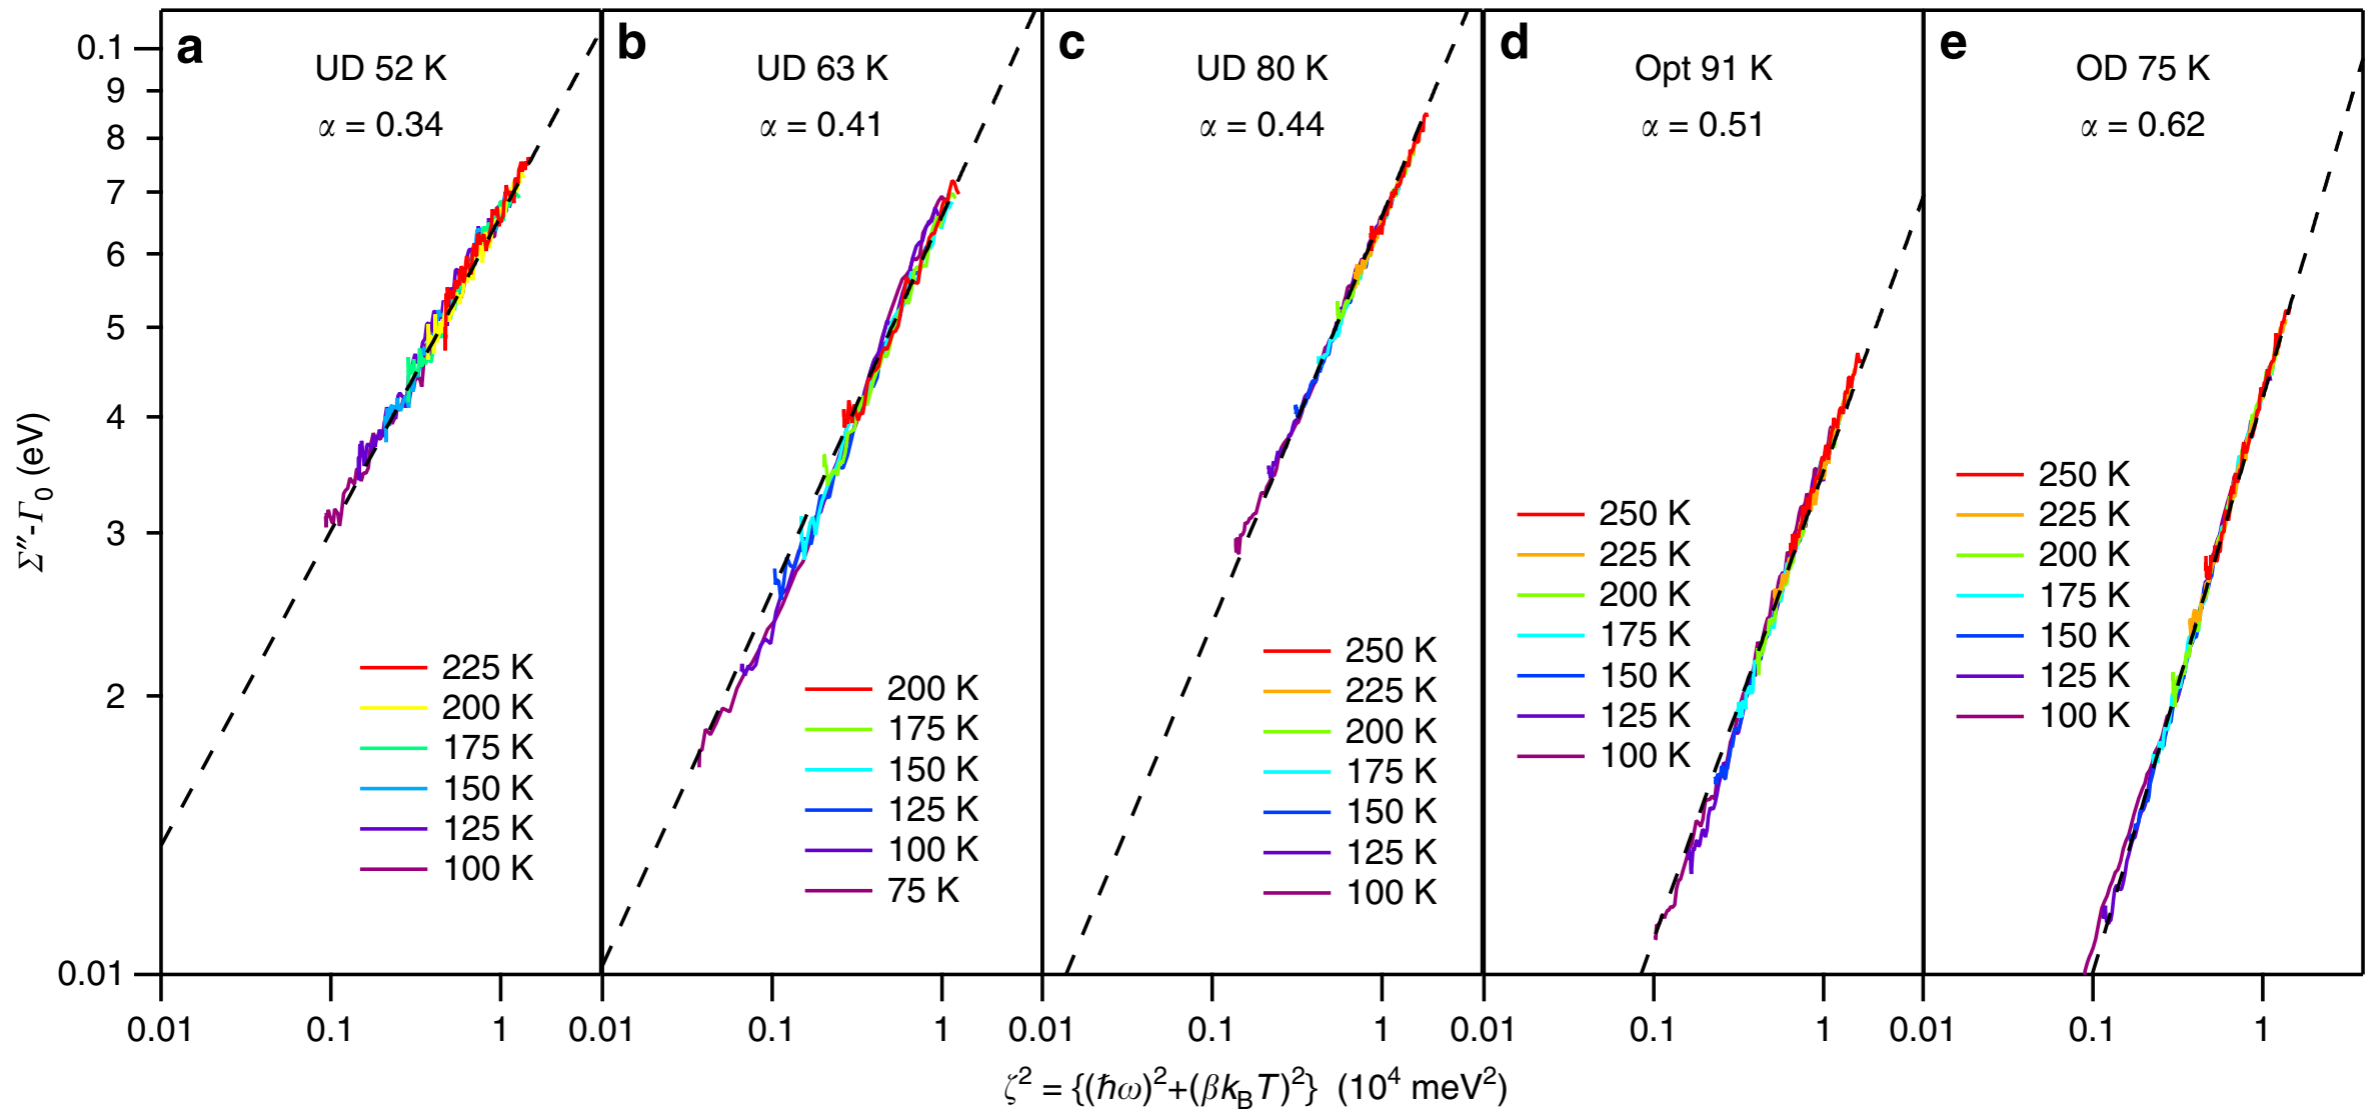 a
UD 52 K
α = 0.34
b
UD 63 K
α = 0.41
c
UD 80 K
α = 0.44
d
Opt 91 K
α = 0.51
e
OD 75 K
α = 0.62
0.1
9
8
7
6
5
4
3
2
0.01
Σ″-Γ0 (eV)
225 K
200 K
175 K
150 K
125 K
100 K
200 K
175 K
150 K
125 K
100 K
75 K
250 K
225 K
200 K
175 K
150 K
125 K
100 K
250 K
225 K
200 K
175 K
150 K
125 K
100 K
250 K
225 K
200 K
175 K
150 K
125 K
100 K
0.01 0.1 1 0.01 0.1 1 0.01 0.1 1 0.01 0.1 1 0.01 0.1 1
ζ² = {(ħω)²+(βkBT)²} (10⁴ meV²)